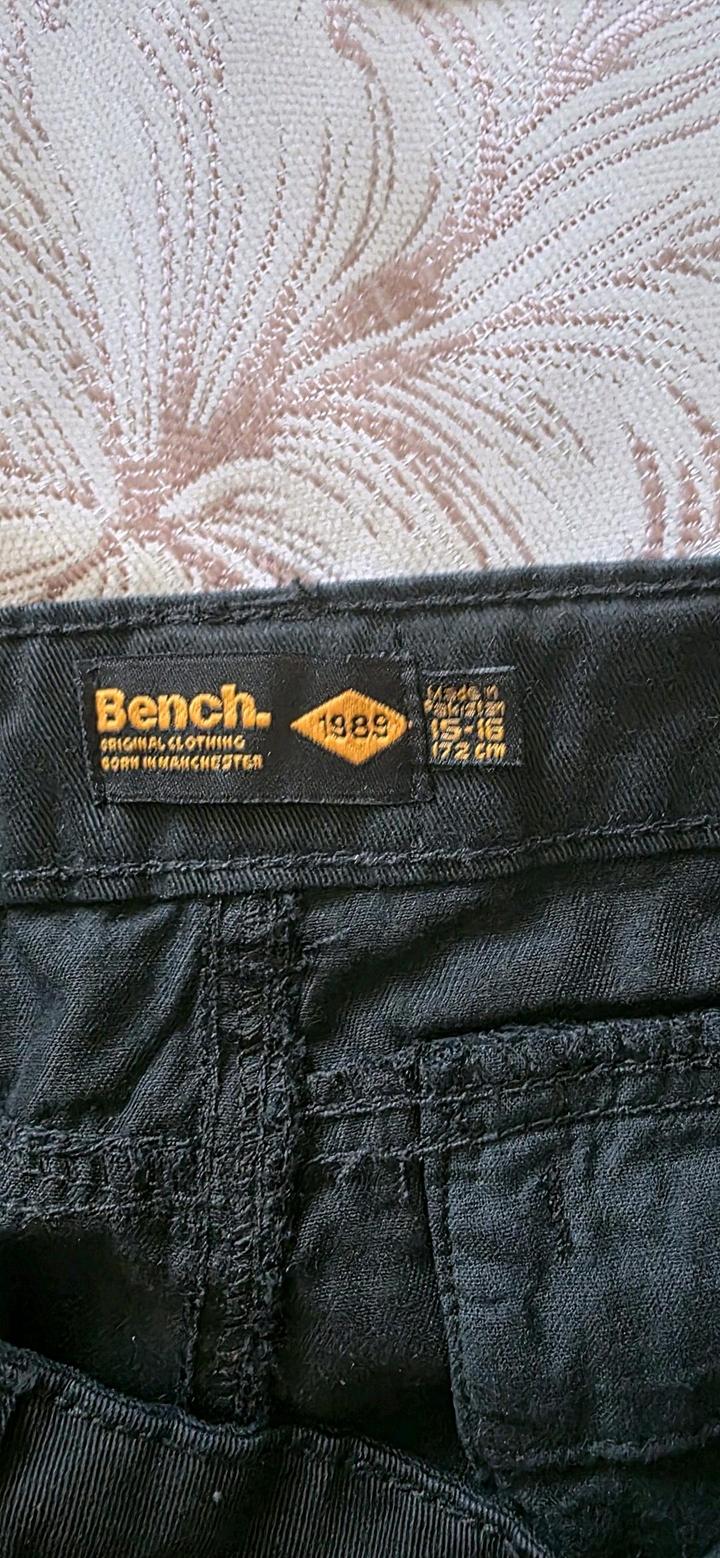 Bench.
ORIGINAL CLOTHING
BORN IN MANCHESTER
1989
Made in
Pakistan
15-16
172 cm